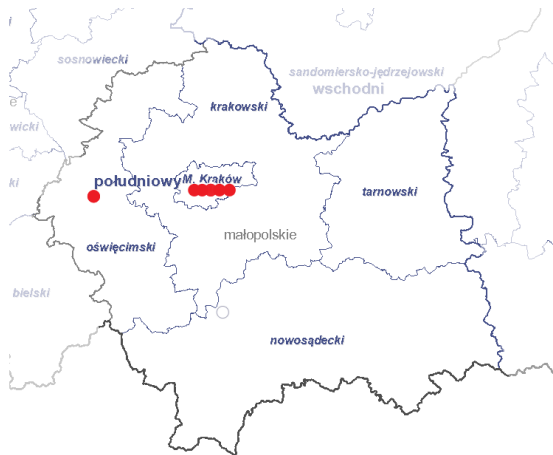 sosnowiecki
sandomiersko-jędrzejowski
wschodni
e
krakowski
wicki
południowy
M. Kraków
ki
tarnowski
małopolskie
oświęcimski
bielski
nowosądecki